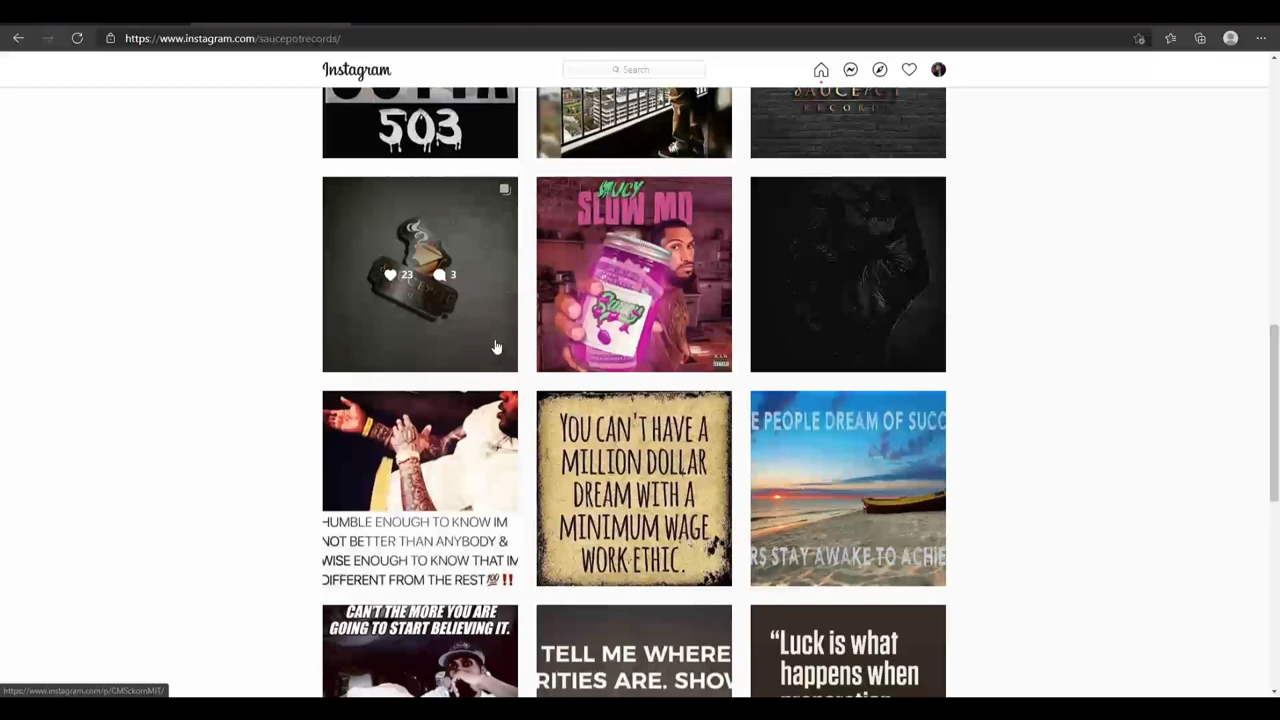 https://www.instagram.com/saucepotrecords/
Instagram
Search
503
RECORD
23
3
SAUCY
SLOW MO
HUMBLE ENOUGH TO KNOW IM
NOT BETTER THAN ANYBODY &
WISE ENOUGH TO KNOW THAT IM
DIFFERENT FROM THE REST💯‼️
YOU CAN'T HAVE A
MILLION DOLLAR
DREAM WITH A
MINIMUM WAGE
WORK ETHIC.
E PEOPLE DREAM OF SUCC
RS STAY AWAKE TO ACHIE
CAN'T THE MORE YOU ARE
GOING TO START BELIEVING IT.
TELL ME WHERE
RITIES ARE. SHOW
“Luck is what
happens when